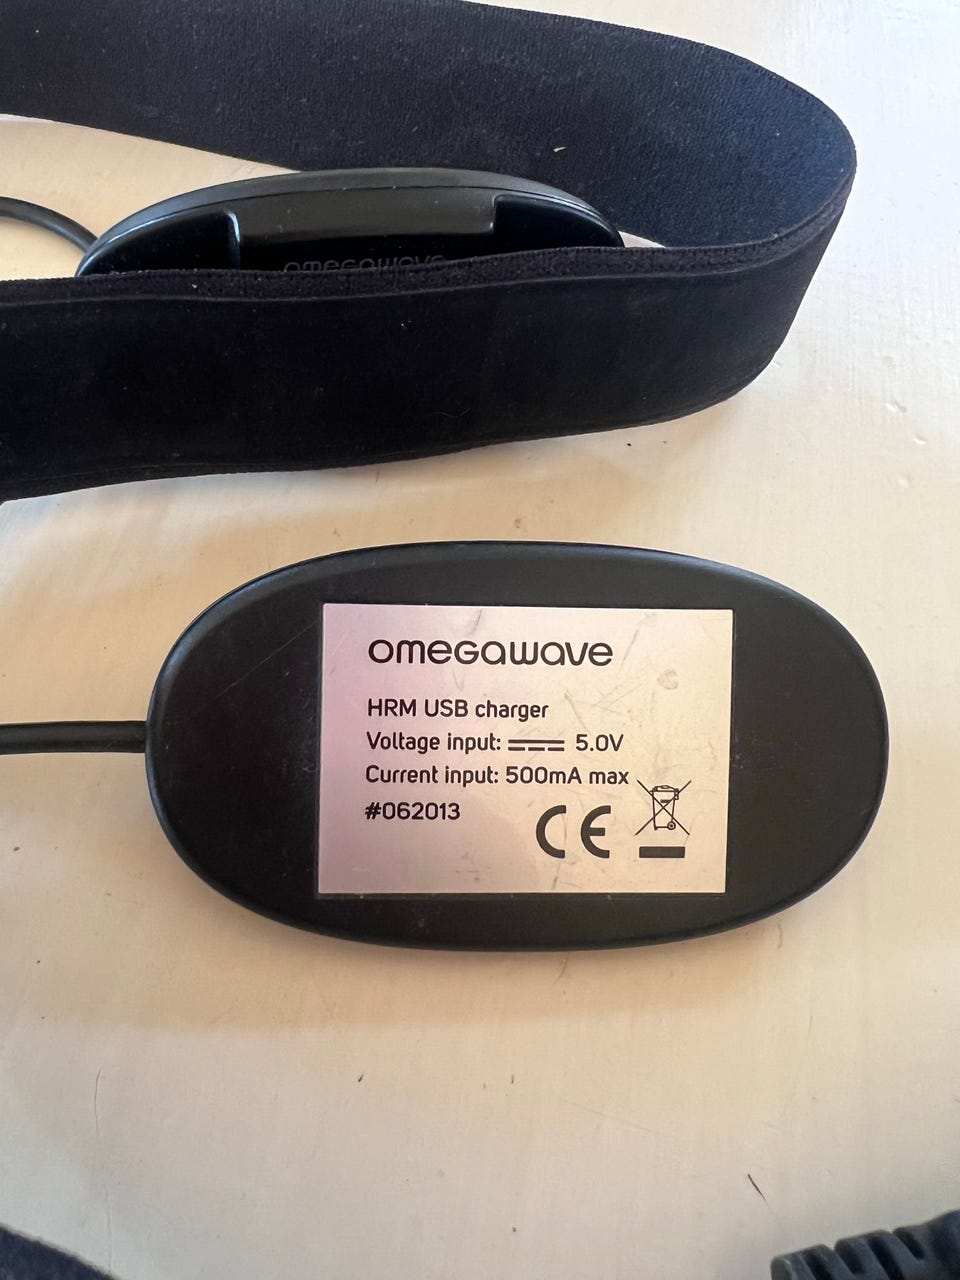 omegawave
omegawave
HRM USB charger
Voltage input: 5.0V
Current input: 500mA max
#062013
CE